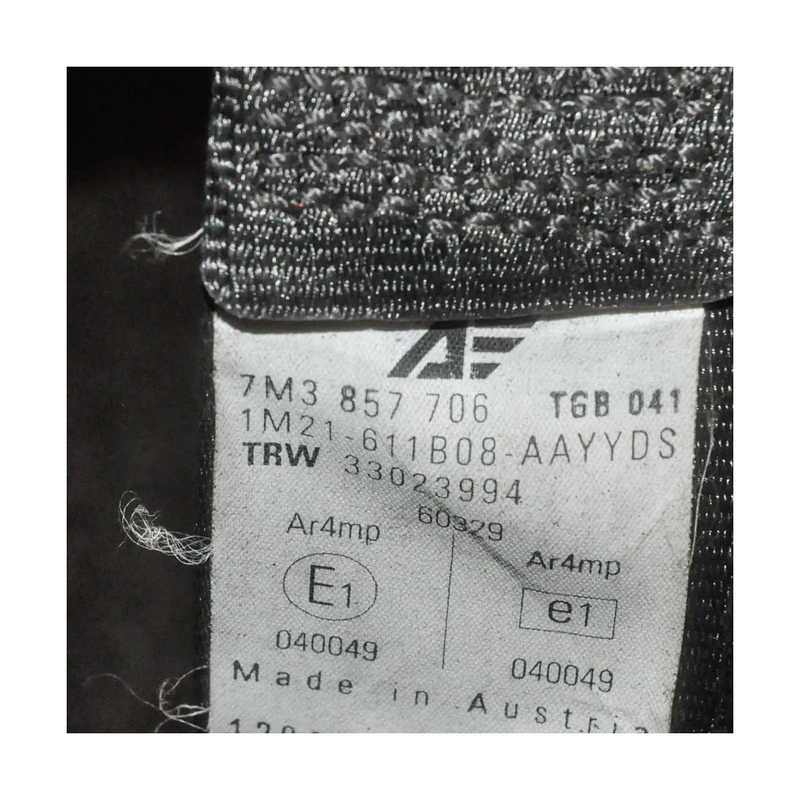 AE
7M3 857 706 TGB 041
1M21-611B08-AAYYDS
TRW 33023994
60329
Ar4mp Ar4mp
E1 e1
040049 040049
Made in Austria